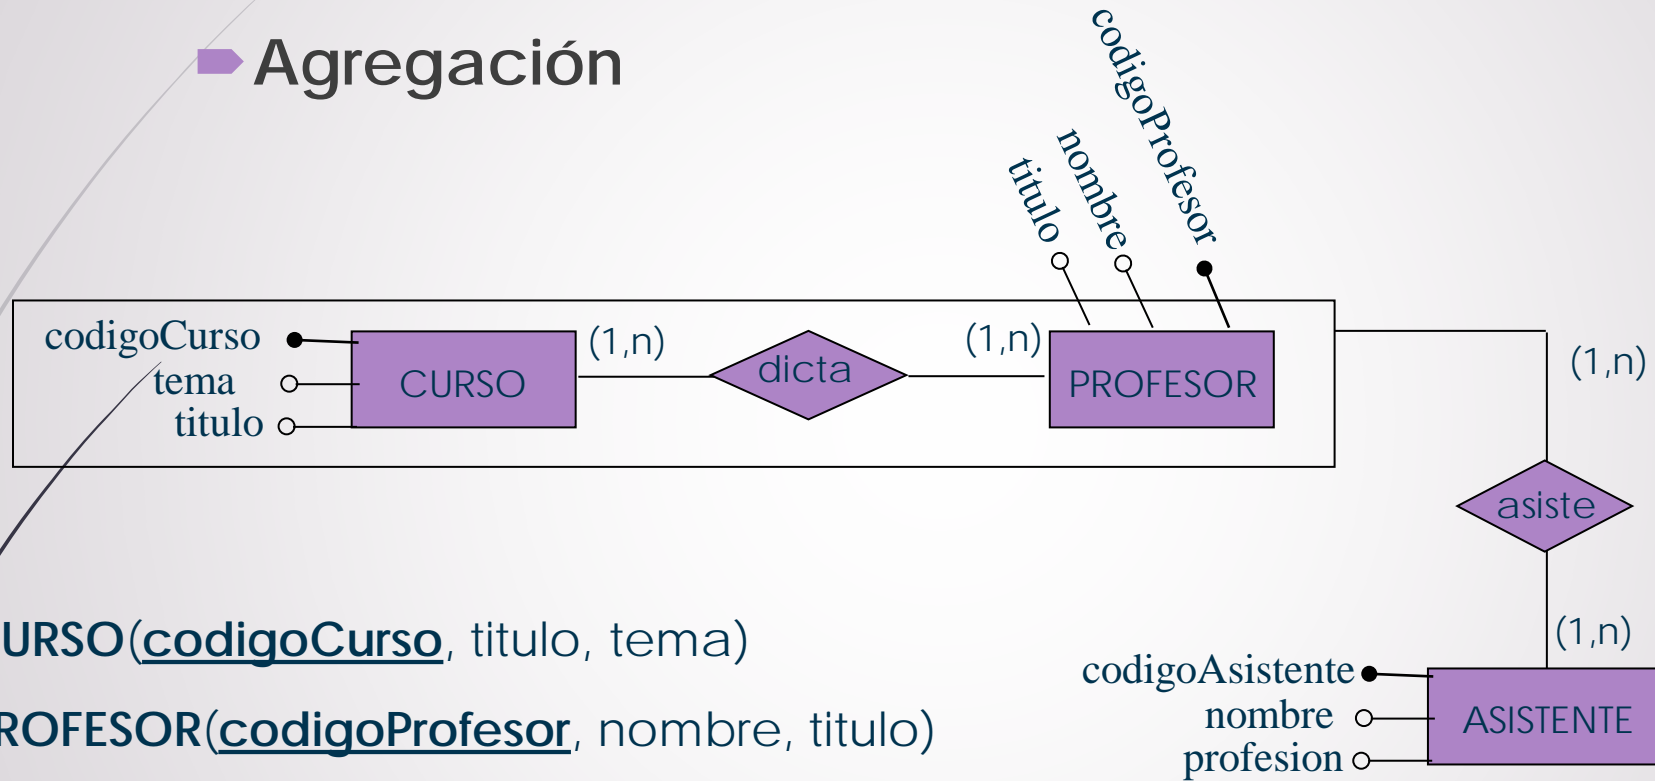 Agregación
codigoProfesor
nombre
titulo
codigoCurso
tema
titulo
CURSO
(1,n)
dicta
(1,n)
PROFESOR
(1,n)
asiste
(1,n)
URSO(codigoCurso, titulo, tema)
ROFESOR(codigoProfesor, nombre, titulo)
codigoAsistente
nombre
profesion
ASISTENTE